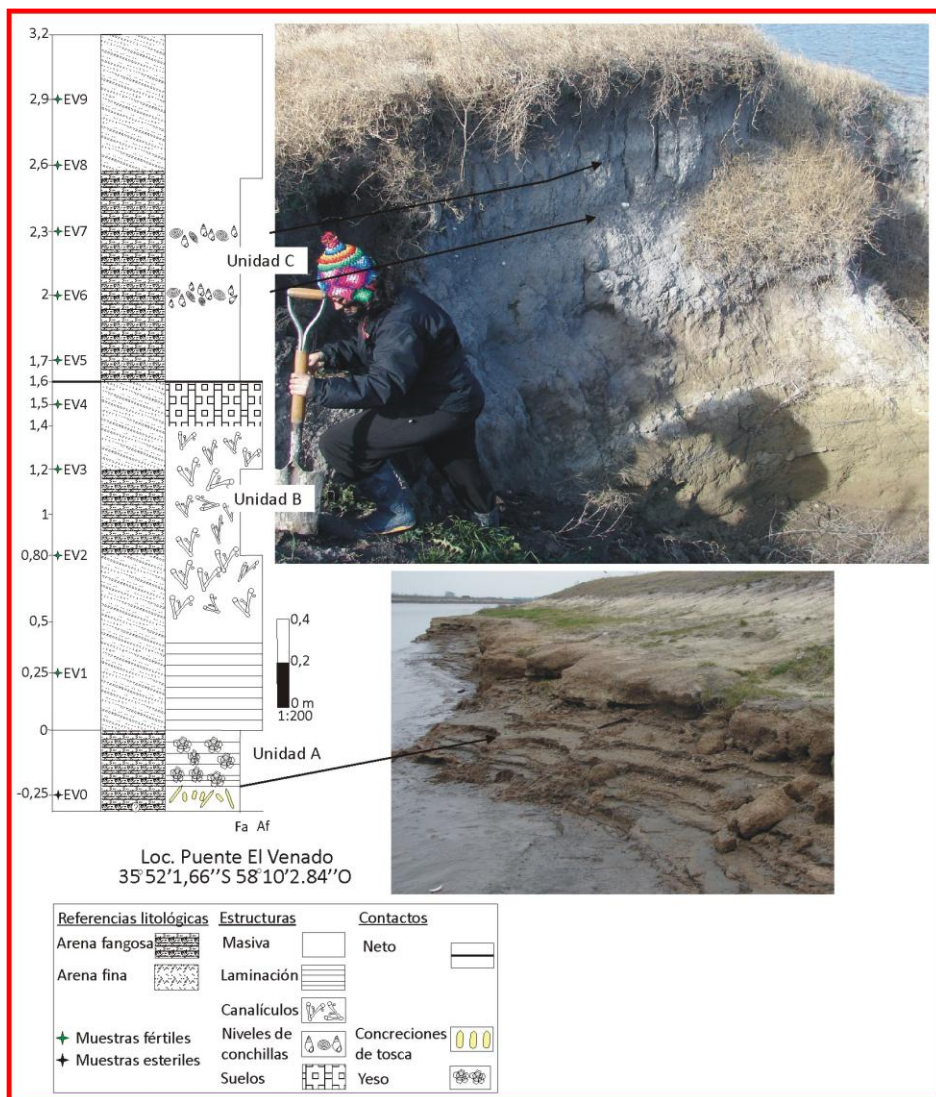 3,2
2,9 EV9
2,6 EV8
2,3 EV7
Unidad C
2 EV6
1,7 EV5
1,6
1,5 EV4
1,4
1,2 EV3
Unidad B
1
0,80 EV2
0,5
0,4
0,2
0 m
1:200
0,25 EV1
0
Unidad A
-0,25 EV0
Fa Af
Loc. Puente El Venado
35°52'1,66''S 58°10'2.84''O
Referencias litológicas
Arena fangosa
Arena fina
Muestras fértiles
Muestras esteriles
Estructuras
Masiva
Laminación
Canalículos
Niveles de
conchillas
Suelos
Contactos
Neto
Concreciones
de tosca
Yeso